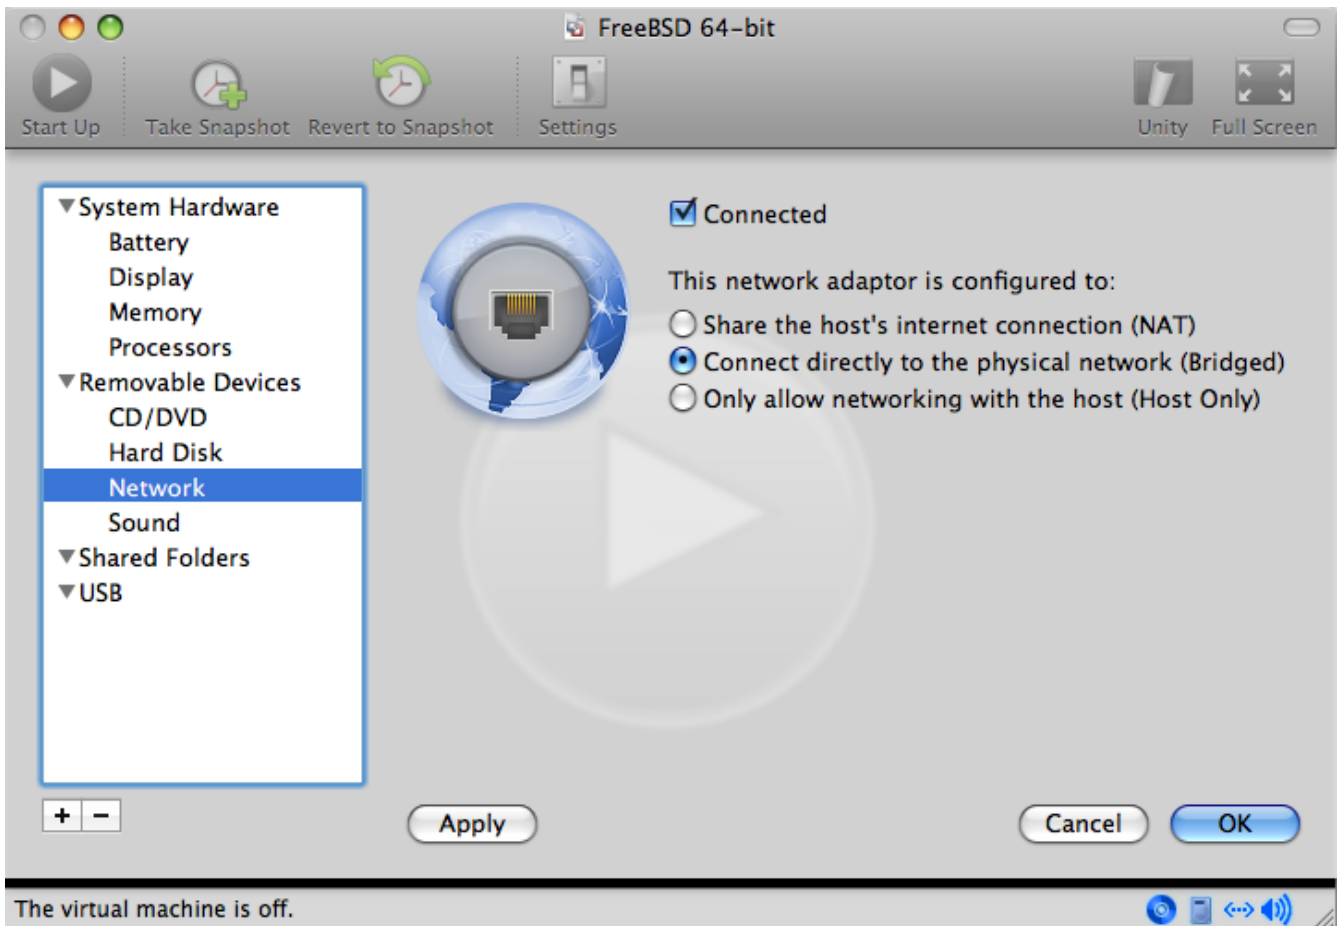 FreeBSD 64-bit
Start Up Take Snapshot Revert to Snapshot Settings Unity Full Screen
System Hardware
Battery
Display
Memory
Processors
Removable Devices
CD/DVD
Hard Disk
Network
Sound
Shared Folders
USB
Connected
This network adaptor is configured to:
Share the host's internet connection (NAT)
Connect directly to the physical network (Bridged)
Only allow networking with the host (Host Only)
+ −
Apply Cancel OK
The virtual machine is off.